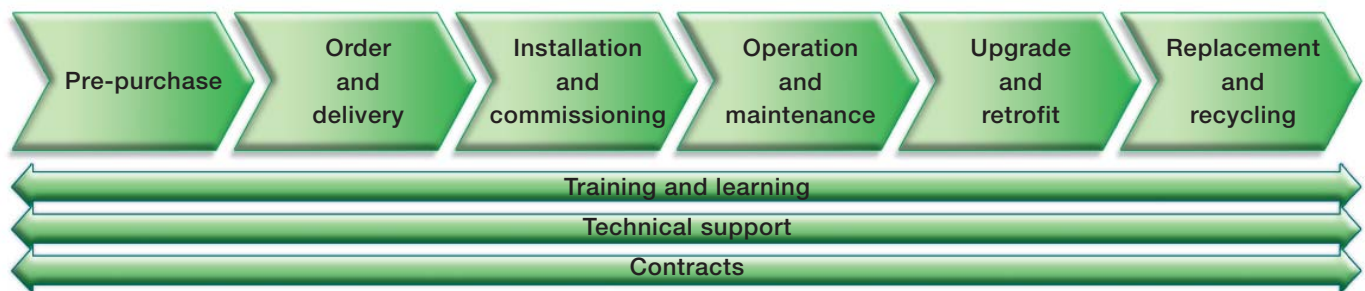 Pre-purchase
Order
and
delivery
Installation
and
commissioning
Operation
and
maintenance
Upgrade
and
retrofit
Replacement
and
recycling
Training and learning
Technical support
Contracts